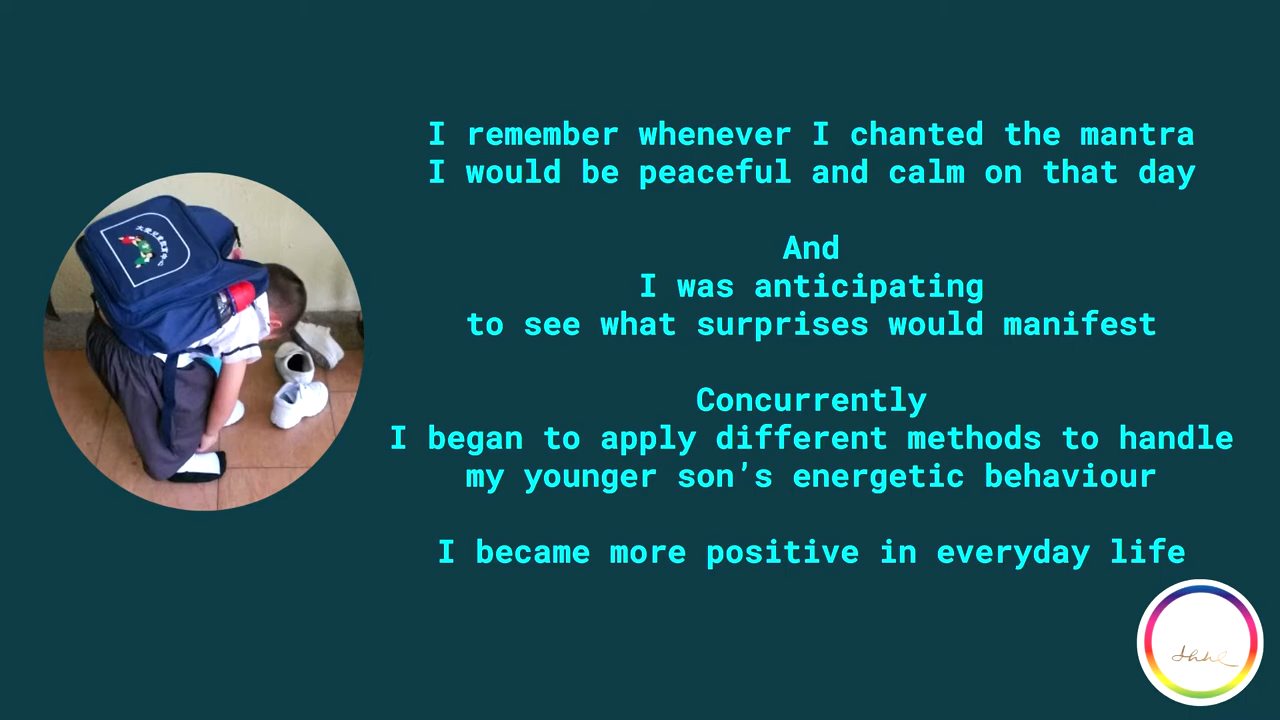 I remember whenever I chanted the mantra
I would be peaceful and calm on that day
And
I was anticipating
to see what surprises would manifest
Concurrently
I began to apply different methods to handle
my younger son’s energetic behaviour
I became more positive in everyday life